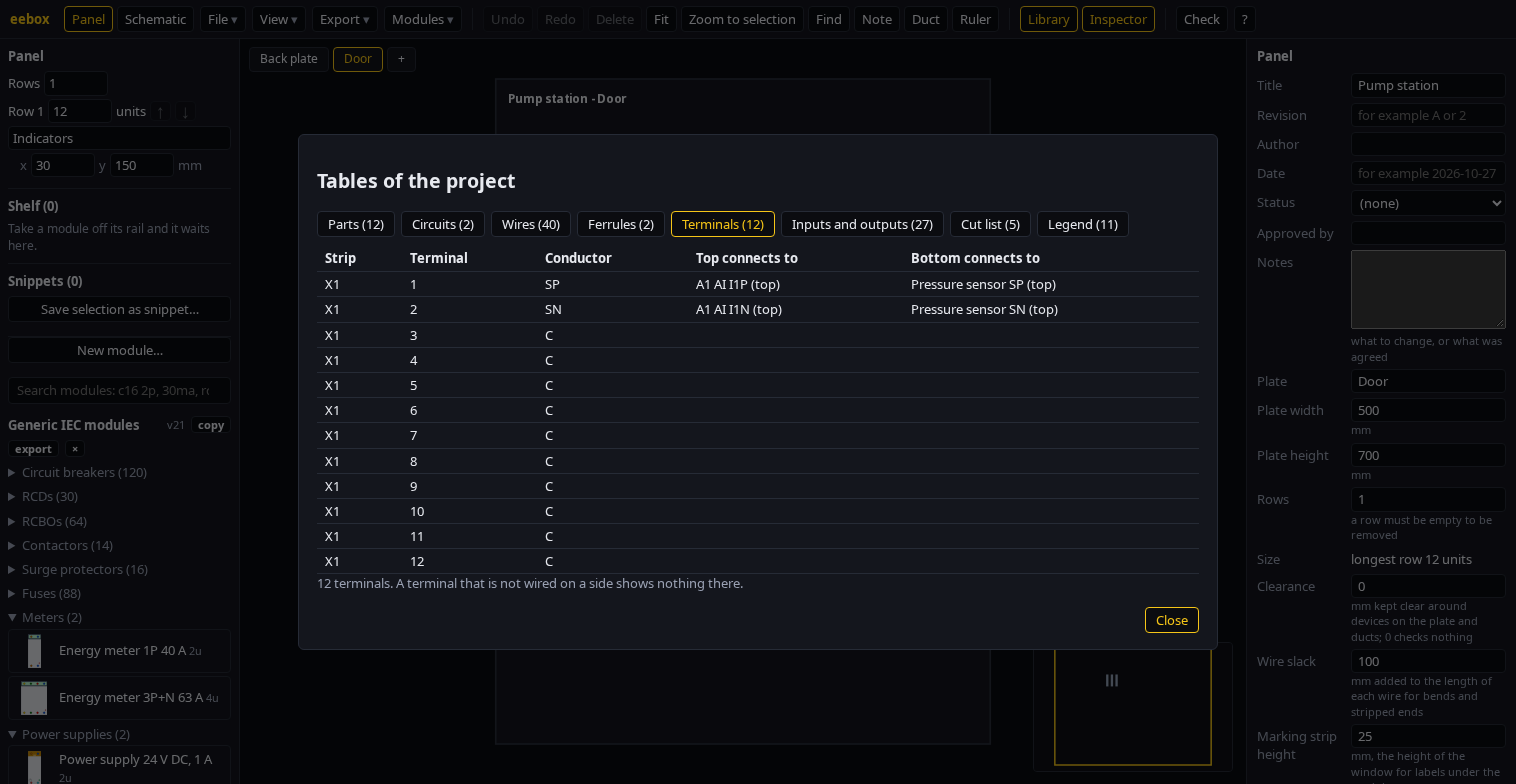 eebox Panel Schematic File ▾ View ▾ Export ▾ Modules ▾ Undo Redo Delete Fit Zoom to selection Find Note Duct Ruler Library Inspector Check ?
Panel
Rows 1
Row 1 12 units ↑ ↓
Indicators
x 30 y 150 mm
Shelf (0)
Take a module off its rail and it waits
here.
Snippets (0)
Save selection as snippet...
New module...
Search modules: c16 2p, 30ma, rc
Generic IEC modules v21 copy
export ×
Circuit breakers (120)
RCDs (30)
RCBOs (64)
Contactors (14)
Surge protectors (16)
Fuses (88)
Meters (2)
Energy meter 1P 40 A 2u
Energy meter 3P+N 63 A 4u
Power supplies (2)
Power supply 24 V DC, 1 A
2u
Back plate Door +
Pump station - Door
Tables of the project
Parts (12) Circuits (2) Wires (40) Ferrules (2) Terminals (12) Inputs and outputs (27) Cut list (5) Legend (11)
Strip Terminal Conductor Top connects to Bottom connects to
X1 1 SP A1 AI I1P (top) Pressure sensor SP (top)
X1 2 SN A1 AI I1N (top) Pressure sensor SN (top)
X1 3 C
X1 4 C
X1 5 C
X1 6 C
X1 7 C
X1 8 C
X1 9 C
X1 10 C
X1 11 C
X1 12 C
12 terminals. A terminal that is not wired on a side shows nothing there.
Close
Panel
Title Pump station
Revision for example A or 2
Author
Date for example 2026-10-27
Status (none)
Approved by
Notes
what to change, or what was
agreed
Plate Door
Plate width 500
mm
Plate height 700
mm
Rows 1
a row must be empty to be
removed
Size longest row 12 units
Clearance 0
mm kept clear around
devices on the plate and
ducts; 0 checks nothing
Wire slack 100
mm added to the length of
each wire for bends and
stripped ends
Marking strip
height 25
mm, the height of the
window for labels under the